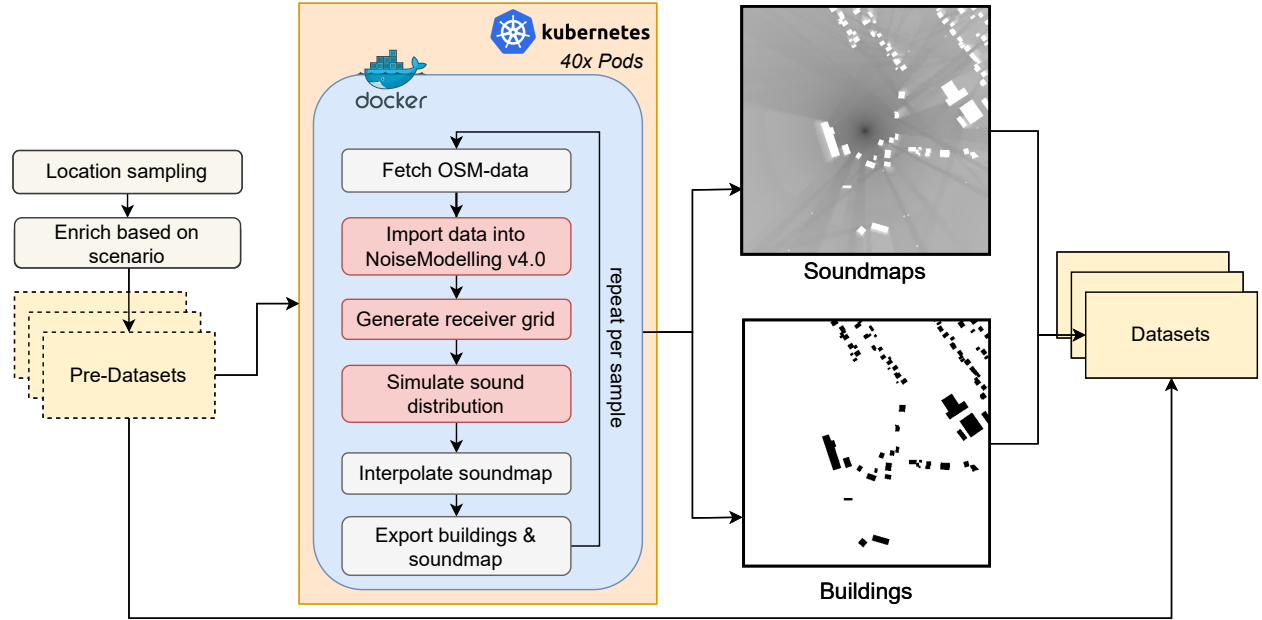 kubernetes
40x Pods
docker
Location sampling
Enrich based on
scenario
Pre-Datasets
Fetch OSM-data
Import data into
NoiseModelling v4.0
Generate receiver grid
Simulate sound
distribution
Interpolate soundmap
Export buildings &
soundmap
repeat per sample
Soundmaps
Buildings
Datasets